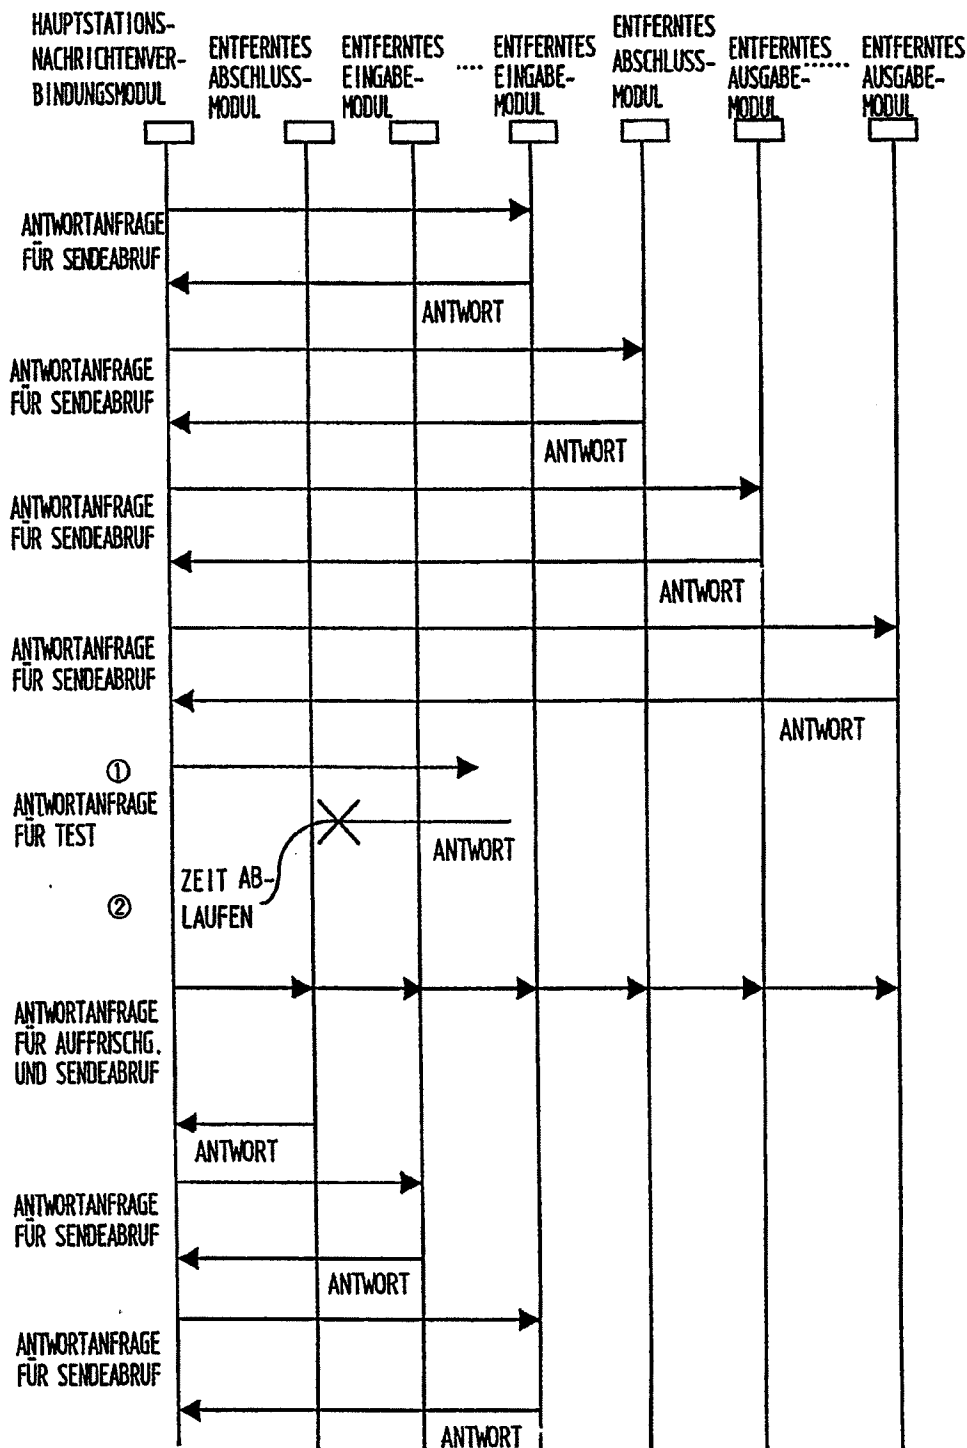 HAUPTSTATIONS-
NACHRICHTENVER-
BINDUNGSMODUL
ENTFERNTES
ABSCHLUSS-
MODUL
ENTFERNTES
EINGABE-
MODUL
....
ENTFERNTES
EINGABE-
MODUL
ENTFERNTES
ABSCHLUSS-
MODUL
ENTFERNTES
AUSGABE-
MODUL
......
ENTFERNTES
AUSGABE-
MODUL
ANTWORTANFRAGE
FÜR SENDEABRUF
ANTWORT
ANTWORTANFRAGE
FÜR SENDEABRUF
ANTWORT
ANTWORTANFRAGE
FÜR SENDEABRUF
ANTWORT
ANTWORTANFRAGE
FÜR SENDEABRUF
ANTWORT
①
ANTWORTANFRAGE
FÜR TEST
ANTWORT
ZEIT AB-
LAUFEN
②
ANTWORTANFRAGE
FÜR AUFFRISCHG.
UND SENDEABRUF
ANTWORT
ANTWORTANFRAGE
FÜR SENDEABRUF
ANTWORT
ANTWORTANFRAGE
FÜR SENDEABRUF
ANTWORT